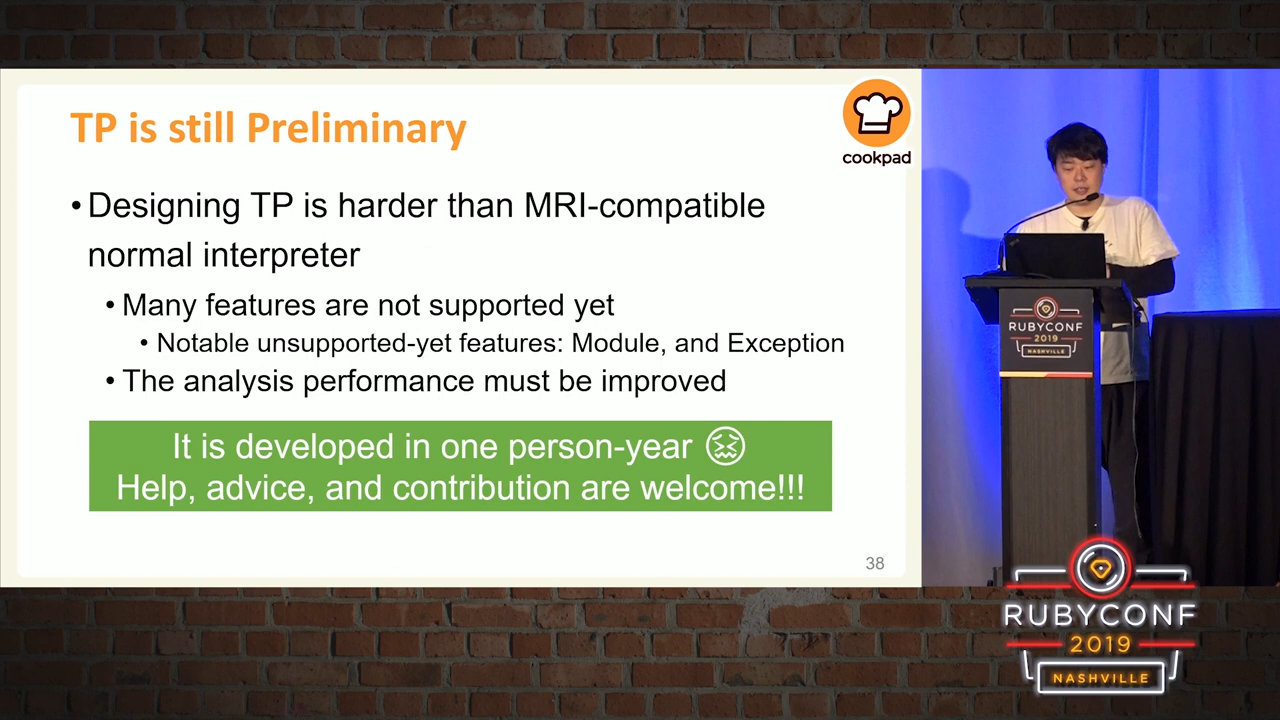 TP is still Preliminary
cookpad
• Designing TP is harder than MRI-compatible
normal interpreter
• Many features are not supported yet
• Notable unsupported-yet features: Module, and Exception
• The analysis performance must be improved
It is developed in one person-year 😖
Help, advice, and contribution are welcome!!!
38
RUBYCONF
2019
NASHVILLE
RUBYCONF
2019
NASHVILLE